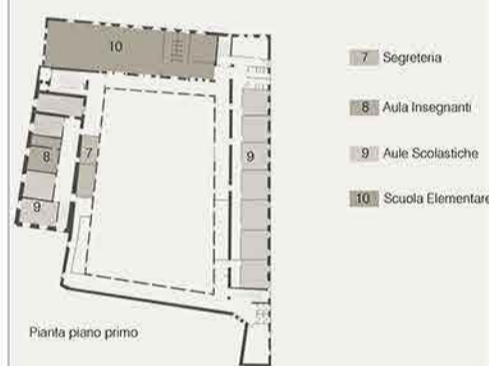 10
7 Segreteria
8 Aula Insegnanti
9 Aule Scolastiche
10 Scuola Elementare
7
8
9
9
Pianta piano primo